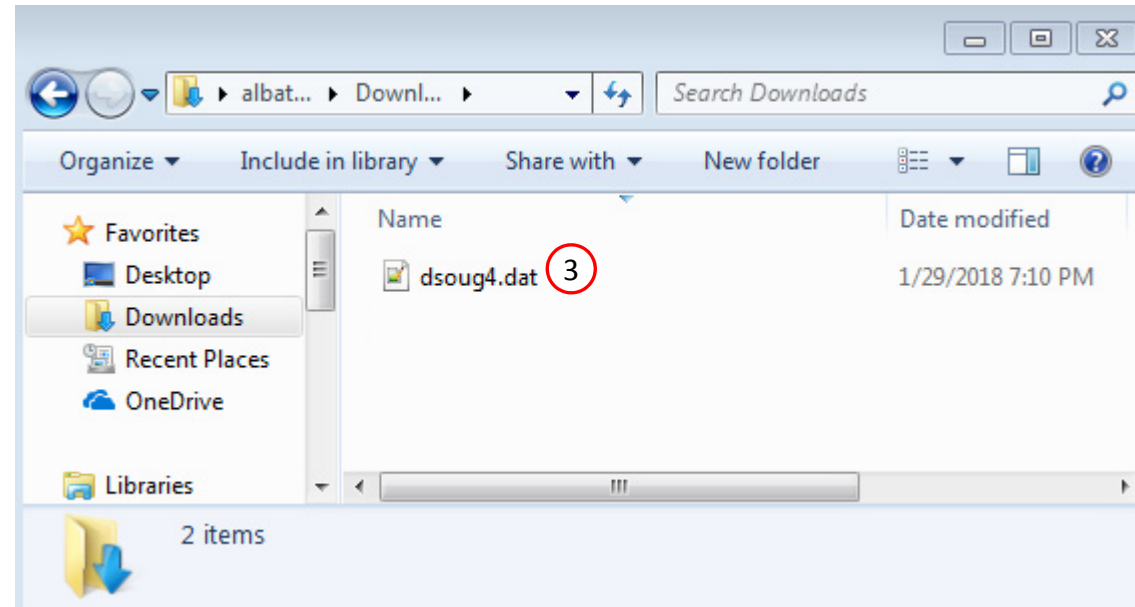 albat... Downl... Search Downloads
Organize Include in library Share with New folder
Favorites
Desktop
Downloads
Recent Places
OneDrive
Libraries
Name Date modified
dsoug4.dat 3 1/29/2018 7:10 PM
2 items